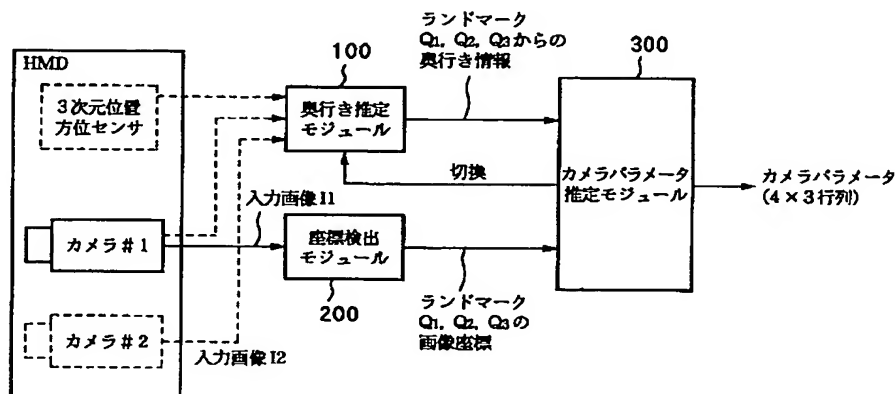 HMD
3次元位置
方位センサ
カメラ#1
カメラ#2
入力画像I2
入力画像I1
100
奥行き推定
モジュール
座標検出
モジュール
200
ランドマーク
Q1, Q2, Q3からの
奥行き情報
切換
ランドマーク
Q1, Q2, Q3の
画像座標
300
カメラパラメータ
推定モジュール
カメラパラメータ
(4×3行列)